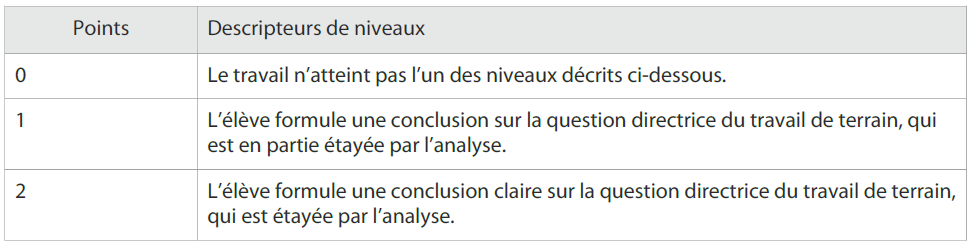 Points Descripteurs de niveaux
0 Le travail n’atteint pas l’un des niveaux décrits ci-dessous.
1 L’élève formule une conclusion sur la question directrice du travail de terrain, qui
est en partie étayée par l’analyse.
2 L’élève formule une conclusion claire sur la question directrice du travail de terrain,
qui est étayée par l’analyse.